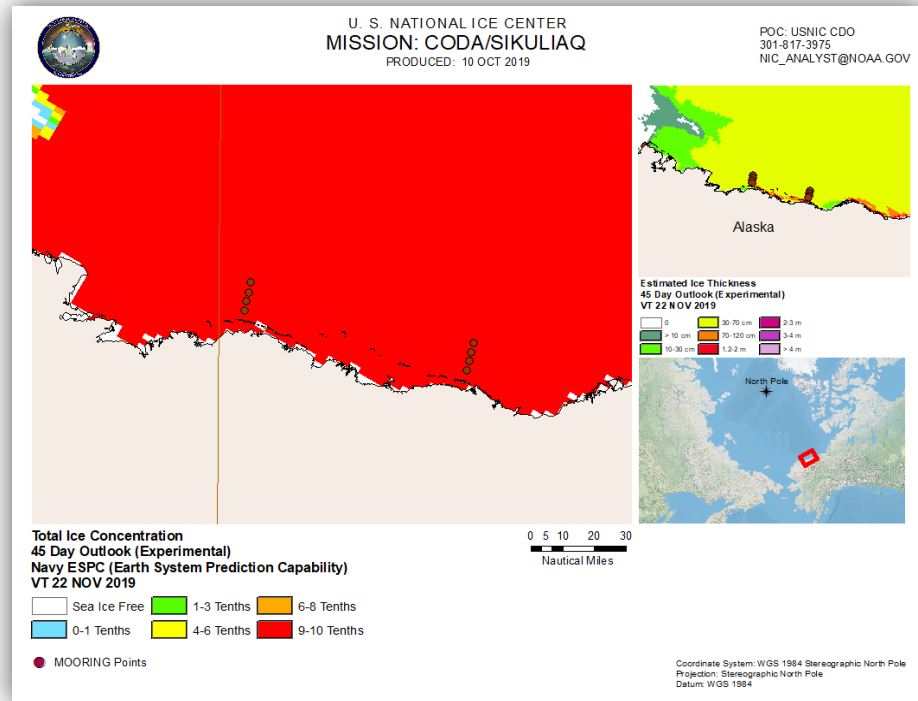 U. S. NATIONAL ICE CENTER
MISSION: CODA/SIKULIAQ
PRODUCED: 10 OCT 2019
POC: USNIC CDO
301-817-3975
NIC_ANALYST@NOAA.GOV
Alaska
Estimated Ice Thickness
45 Day Outlook (Experimental)
VT 22 NOV 2019
0
30-70 cm
2-3 m
> 10 cm
70-120 cm
3-4 m
10-30 cm
1.2-2 m
> 4 m
North Pole
Total Ice Concentration
45 Day Outlook (Experimental)
Navy ESPC (Earth System Prediction Capability)
VT 22 NOV 2019
Sea Ice Free
1-3 Tenths
6-8 Tenths
0-1 Tenths
4-6 Tenths
9-10 Tenths
MOORING Points
0 5 10 20 30
Nautical Miles
Coordinate System: WGS 1984 Stereographic North Pole
Projection: Stereographic North Pole
Datum: WGS 1984